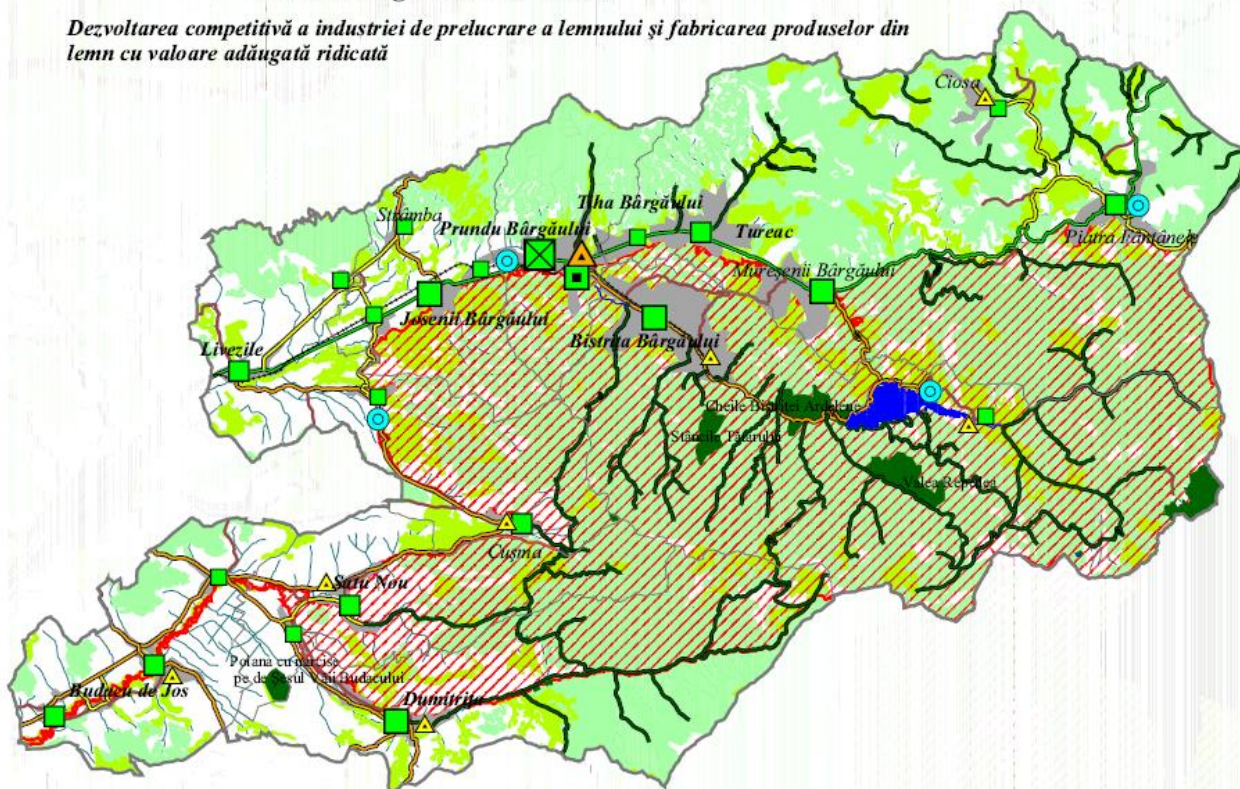 Dezvoltarea competitivă a industriei de prelucrare a lemnului şi fabricarea produselor din
lemn cu valoare adăugată ridicată
Ciosa
Tiha Bârgăului
Strâmba
Prundu Bârgăului
Tureac
Piatra Fântânele
Mureşenii Bârgăului
Josenii Bârgăului
Bistriţa Bârgăului
Livezile
Cheile Bistriţei Ardelene
Stâncile Tătarului
Valea Repedea
Cuşma
Satu Nou
Poiana cu narcise
pe de Şesul Văii Budacului
Budacu de Jos
Dumitriţa